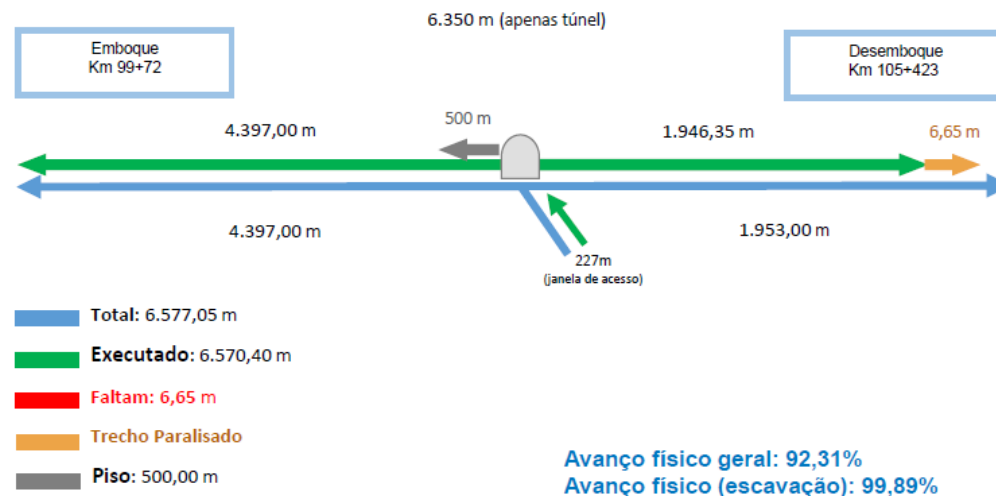 6.350 m (apenas túnel)
Emboque
Km 99+72
Desemboque
Km 105+423
4.397,00 m
500 m
1.946,35 m
6,65 m
4.397,00 m
1.953,00 m
227m
(janela de acesso)
Total: 6.577,05 m
Executado: 6.570,40 m
Faltam: 6,65 m
Trecho Paralisado
Piso: 500,00 m
Avanço físico geral: 92,31%
Avanço físico (escavação): 99,89%